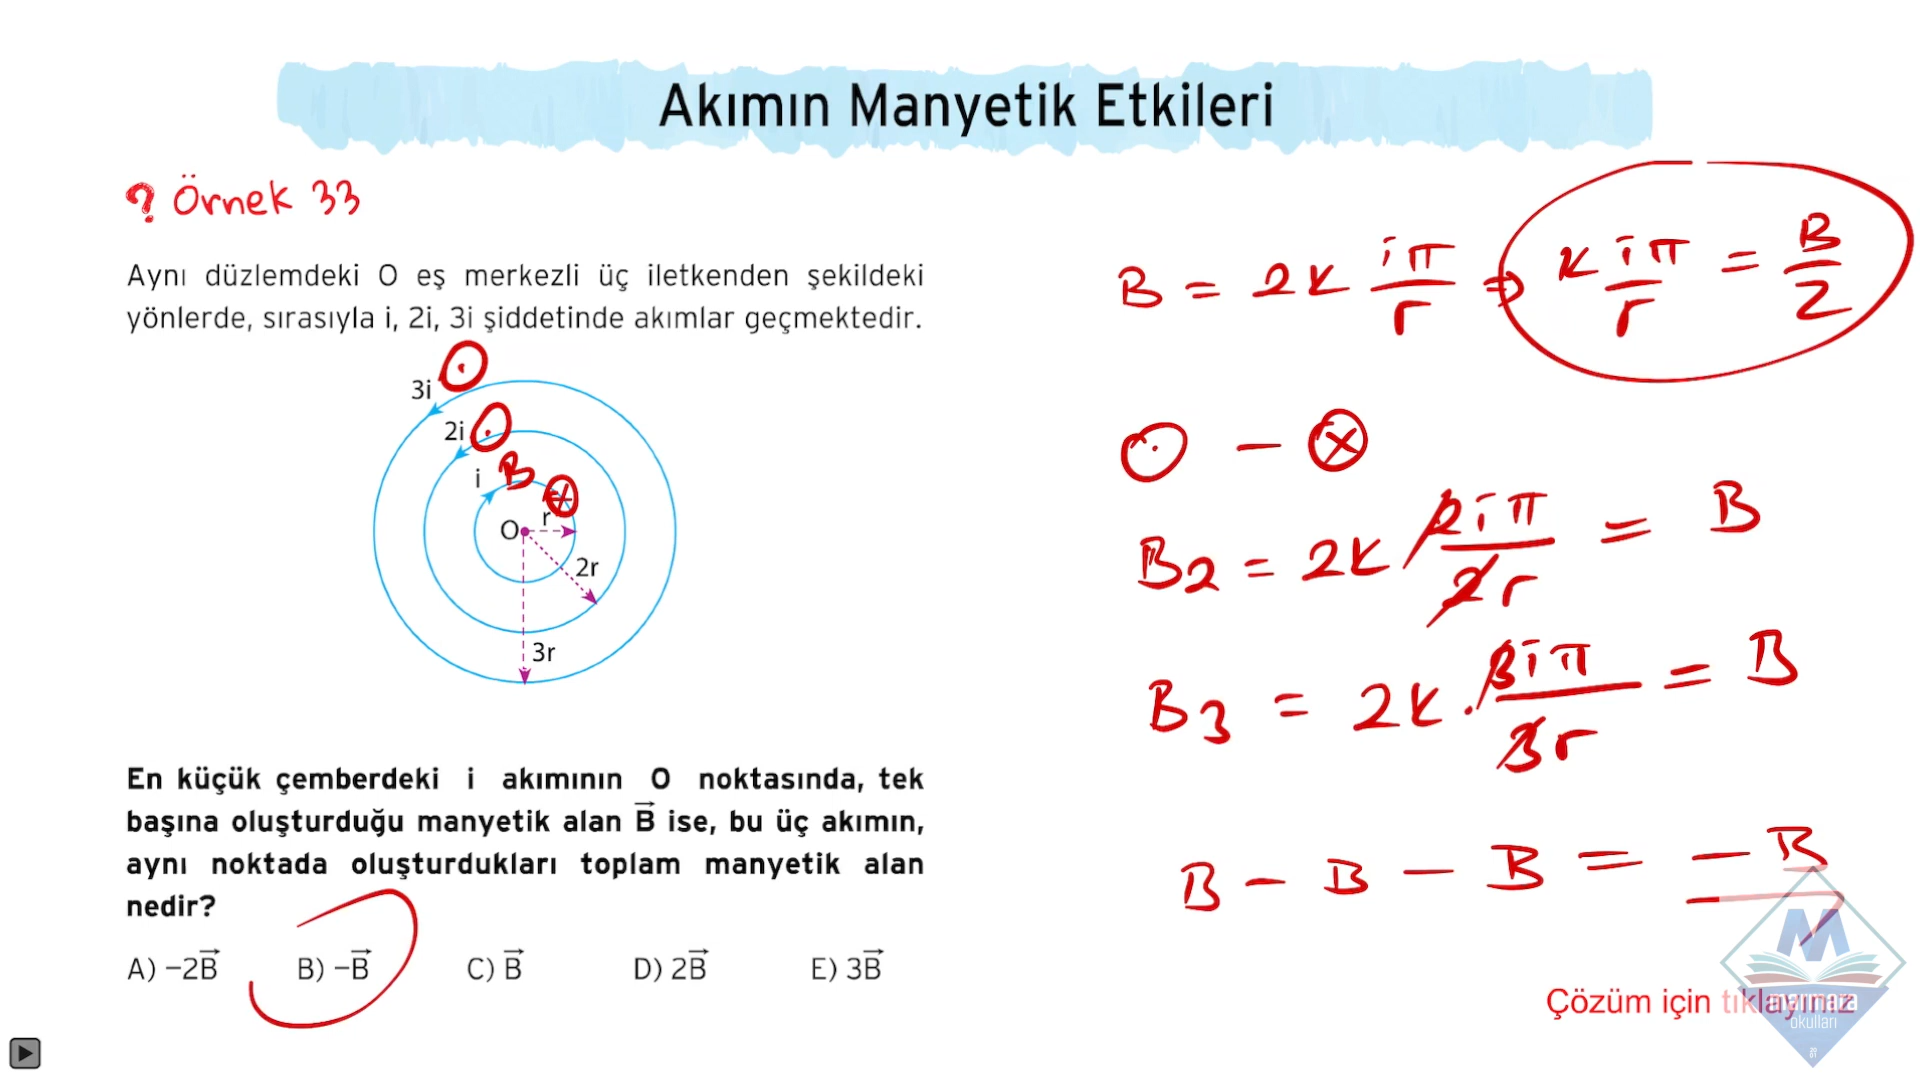 Akımın Manyetik Etkileri
? Örnek 33
Aynı düzlemdeki O eş merkezli üç iletkenden şekildeki
yönlerde, sırasıyla i, 2i, 3i şiddetinde akımlar geçmektedir.
3i
2i
i B
O r
2r
3r
En küçük çemberdeki i akımının O noktasında, tek
başına oluşturduğu manyetik alan B⃗ ise, bu üç akımın,
aynı noktada oluşturdukları toplam manyetik alan
nedir?
A) −2B⃗ B) −B⃗ C) B⃗ D) 2B⃗ E) 3B⃗
B = 2K iπ/r ⇒ K iπ/r = B/2
⊙ − ⊗
B2 = 2K 2iπ/2r = B
B3 = 2K . 3iπ/3r = B
B − B − B = −B
Çözüm için tıklayınız
M
marmara
okulları